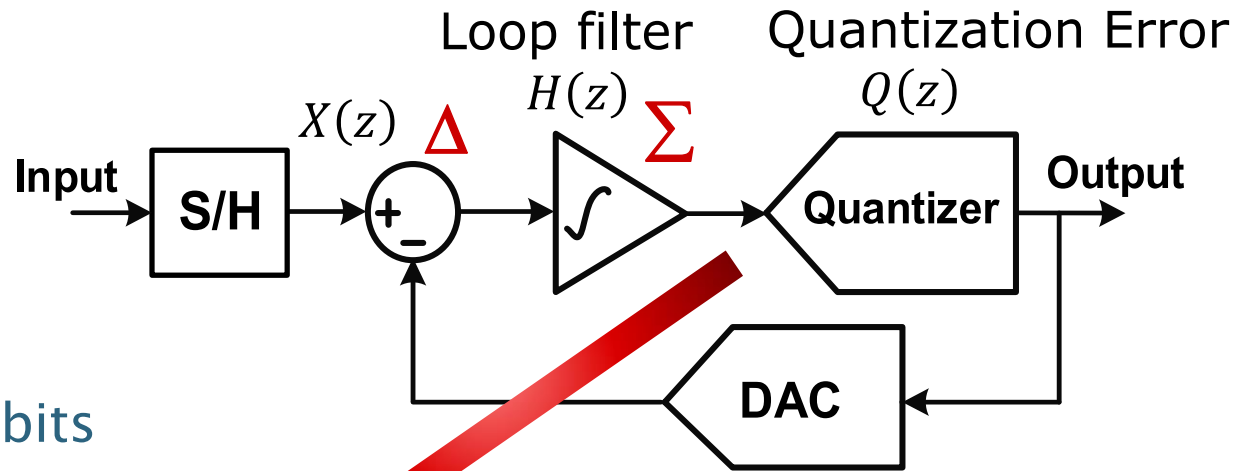 Loop filter
Quantization Error
H(z)
Q(z)
X(z)
Δ
Σ
Input
S/H
+
−
∫
Quantizer
Output
DAC
bits